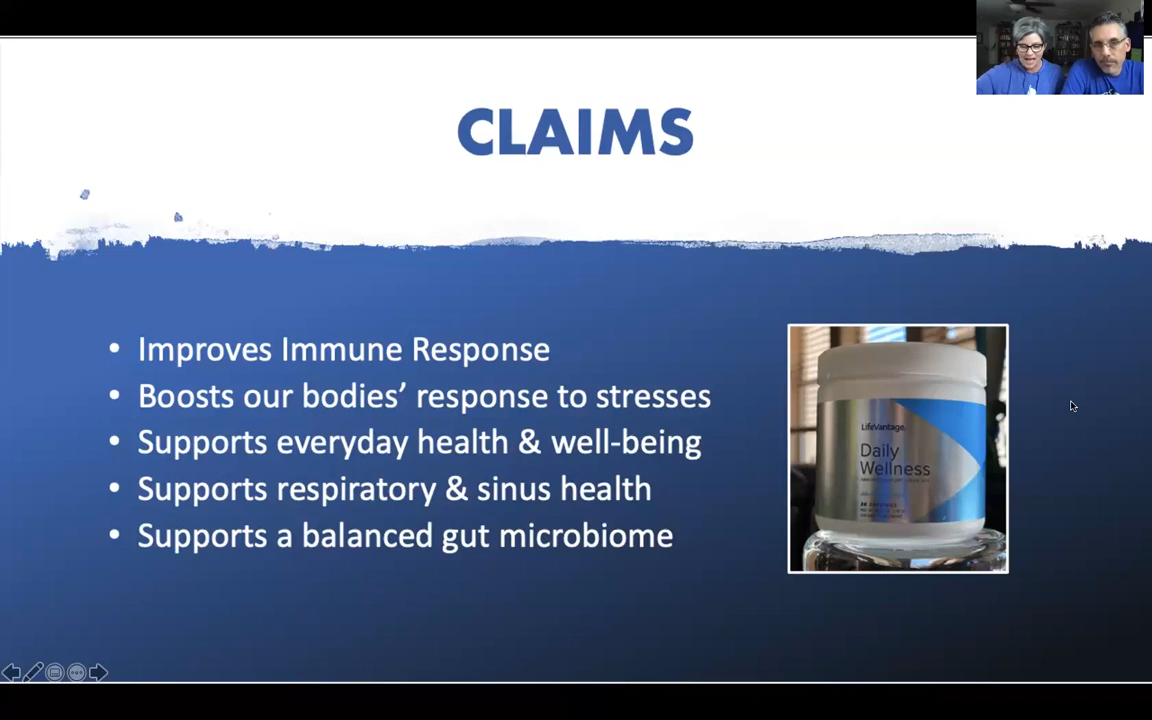 CLAIMS
• Improves Immune Response
• Boosts our bodies’ response to stresses
• Supports everyday health & well-being
• Supports respiratory & sinus health
• Supports a balanced gut microbiome
LifeVantage
Daily
Wellness